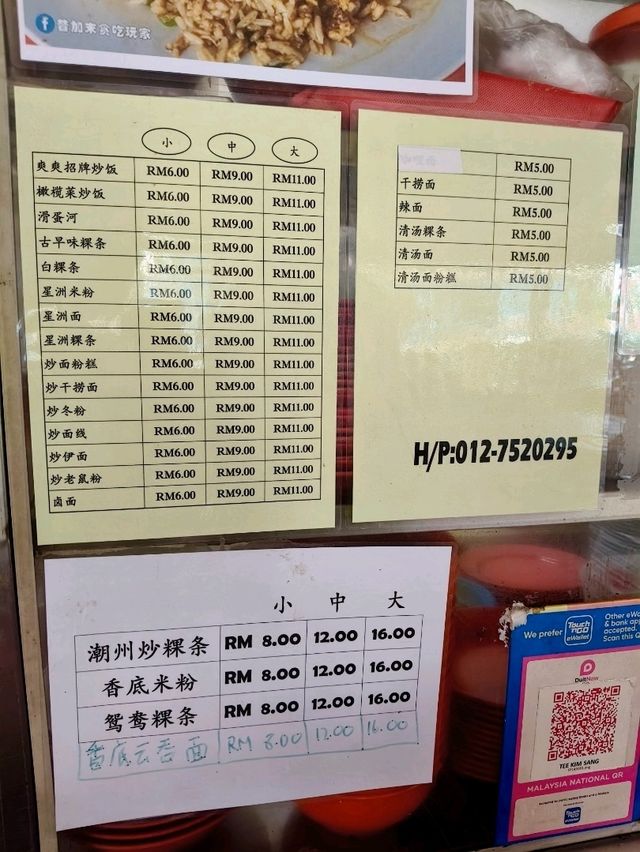 普加来贪吃玩家
小 中 大
爽爽招牌炒饭 RM6.00 RM9.00 RM11.00
橄榄菜炒饭 RM6.00 RM9.00 RM11.00
滑蛋河 RM6.00 RM9.00 RM11.00
古早味粿条 RM6.00 RM9.00 RM11.00
白粿条 RM6.00 RM9.00 RM11.00
星洲米粉 RM6.00 RM9.00 RM11.00
星洲面 RM6.00 RM9.00 RM11.00
星洲粿条 RM6.00 RM9.00 RM11.00
炒面粉糕 RM6.00 RM9.00 RM11.00
炒干捞面 RM6.00 RM9.00 RM11.00
炒冬粉 RM6.00 RM9.00 RM11.00
炒面线 RM6.00 RM9.00 RM11.00
炒伊面 RM6.00 RM9.00 RM11.00
炒老鼠粉 RM6.00 RM9.00 RM11.00
卤面 RM6.00 RM9.00 RM11.00
RM5.00
干捞面 RM5.00
辣面 RM5.00
清汤粿条 RM5.00
清汤面 RM5.00
清汤面粉糕 RM5.00
H/P:012-7520295
小 中 大
潮州炒粿条 RM 8.00 12.00 16.00
香底米粉 RM 8.00 12.00 16.00
鸳鸯粿条 RM 8.00 12.00 16.00
香底云吞面 RM 8.00 12.00 16.00
We prefer Touch 'n GO eWallet
Other eWa
& bank ap
accepted.
Scan this Q
DuitNow
TEE KIM SANG
MALAYSIA NATIONAL QR
Touch 'n GO eWallet